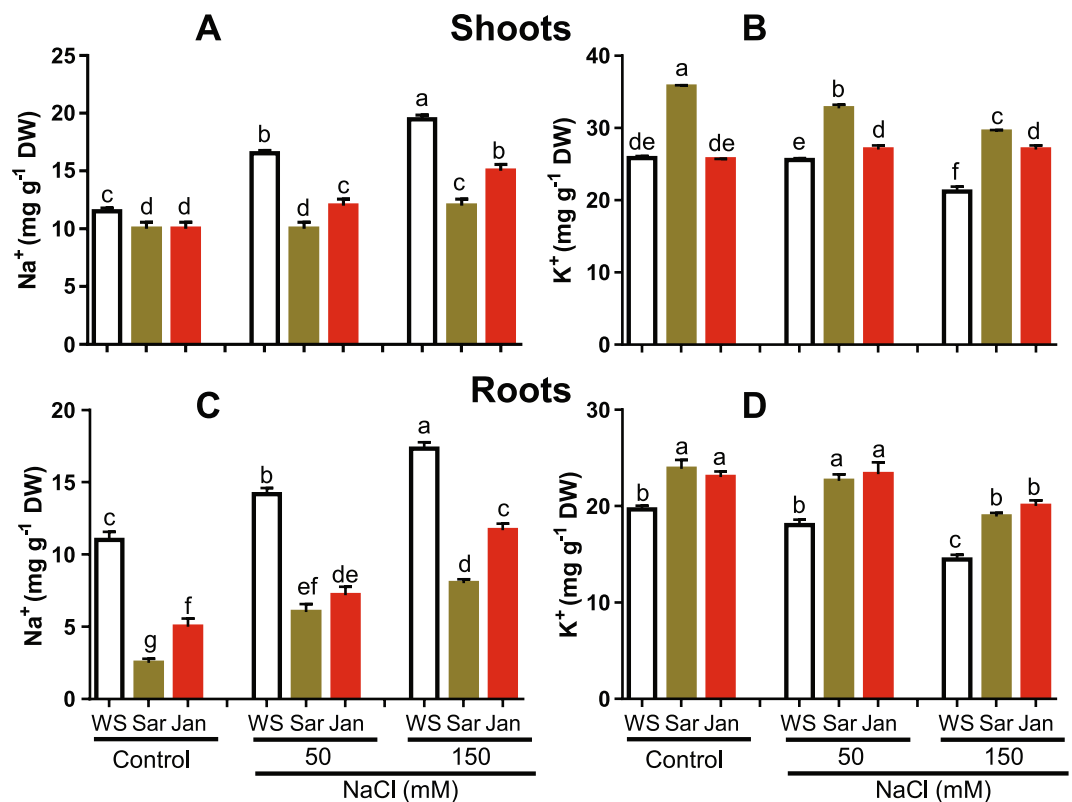 A Shoots B
Na⁺ (mg g⁻¹ DW)
25
20
15
10
5
0
c d d b d c a c b
K⁺ (mg g⁻¹ DW)
40
30
20
10
0
de a de e b d f c d
C Roots D
Na⁺ (mg g⁻¹ DW)
20
15
10
5
0
c g f b ef de a d c
WS Sar Jan WS Sar Jan WS Sar Jan
Control 50 150
NaCl (mM)
K⁺ (mg g⁻¹ DW)
30
20
10
0
b a a b a a c b b
WS Sar Jan WS Sar Jan WS Sar Jan
Control 50 150
NaCl (mM)